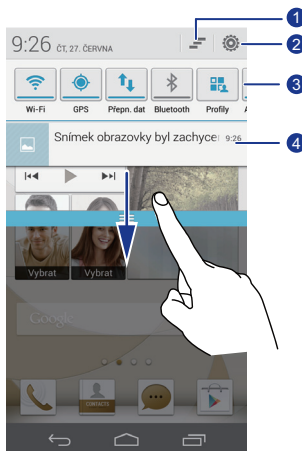 1
9:26 ČT, 27. ČERVNA
2
3
Wi-Fi GPS Přepn. dat Bluetooth Profily
Snímek obrazovky byl zachyce 9:26
4
Vybrat Vybrat
Google
CONTACTS